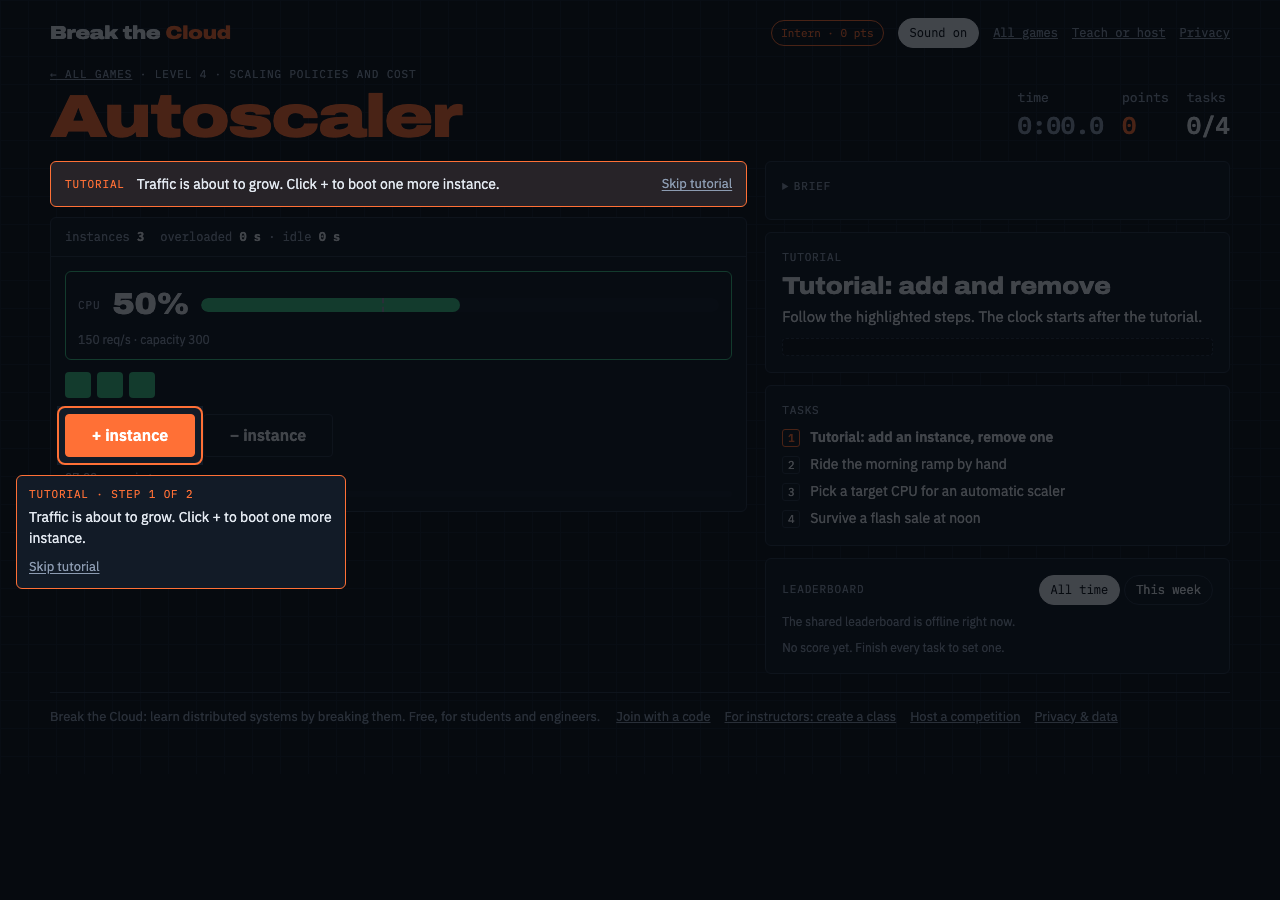 Break the Cloud
Intern · 0 pts
Sound on
All games
Teach or host
Privacy
← ALL GAMES · LEVEL 4 · SCALING POLICIES AND COST
Autoscaler
time
points
tasks
0:00.0
0
0/4
TUTORIAL Traffic is about to grow. Click + to boot one more instance. Skip tutorial
instances 3 overloaded 0 s · idle 0 s
CPU 50%
150 req/s · capacity 300
+ instance
– instance
TUTORIAL · STEP 1 OF 2
Traffic is about to grow. Click + to boot one more
instance.
Skip tutorial
▶ BRIEF
TUTORIAL
Tutorial: add and remove
Follow the highlighted steps. The clock starts after the tutorial.
TASKS
1 Tutorial: add an instance, remove one
2 Ride the morning ramp by hand
3 Pick a target CPU for an automatic scaler
4 Survive a flash sale at noon
LEADERBOARD
All time
This week
The shared leaderboard is offline right now.
No score yet. Finish every task to set one.
Break the Cloud: learn distributed systems by breaking them. Free, for students and engineers. Join with a code For instructors: create a class Host a competition Privacy & data